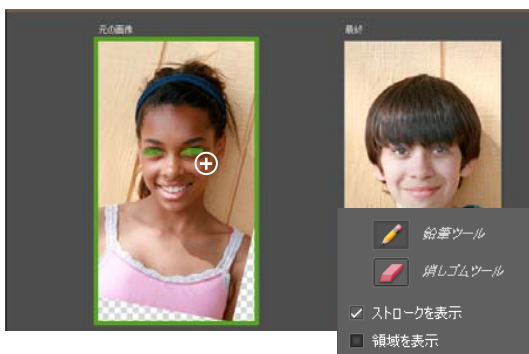 元の画像
最終
鉛筆ツール
消しゴムツール
ストロークを表示
領域を表示